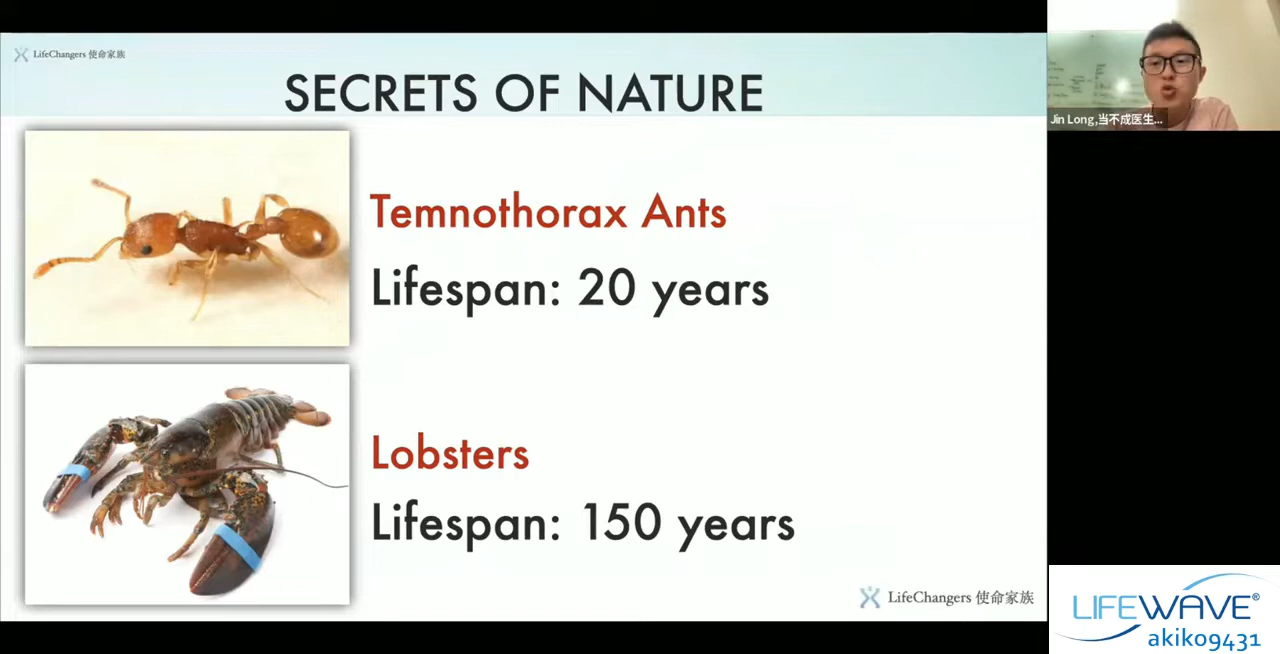 LifeChangers 使命家族
SECRETS OF NATURE
Temnothorax Ants
Lifespan: 20 years
Lobsters
Lifespan: 150 years
LifeChangers 使命家族
Jin Long,当不成医生...
LIFEWAVE®
akiko9431